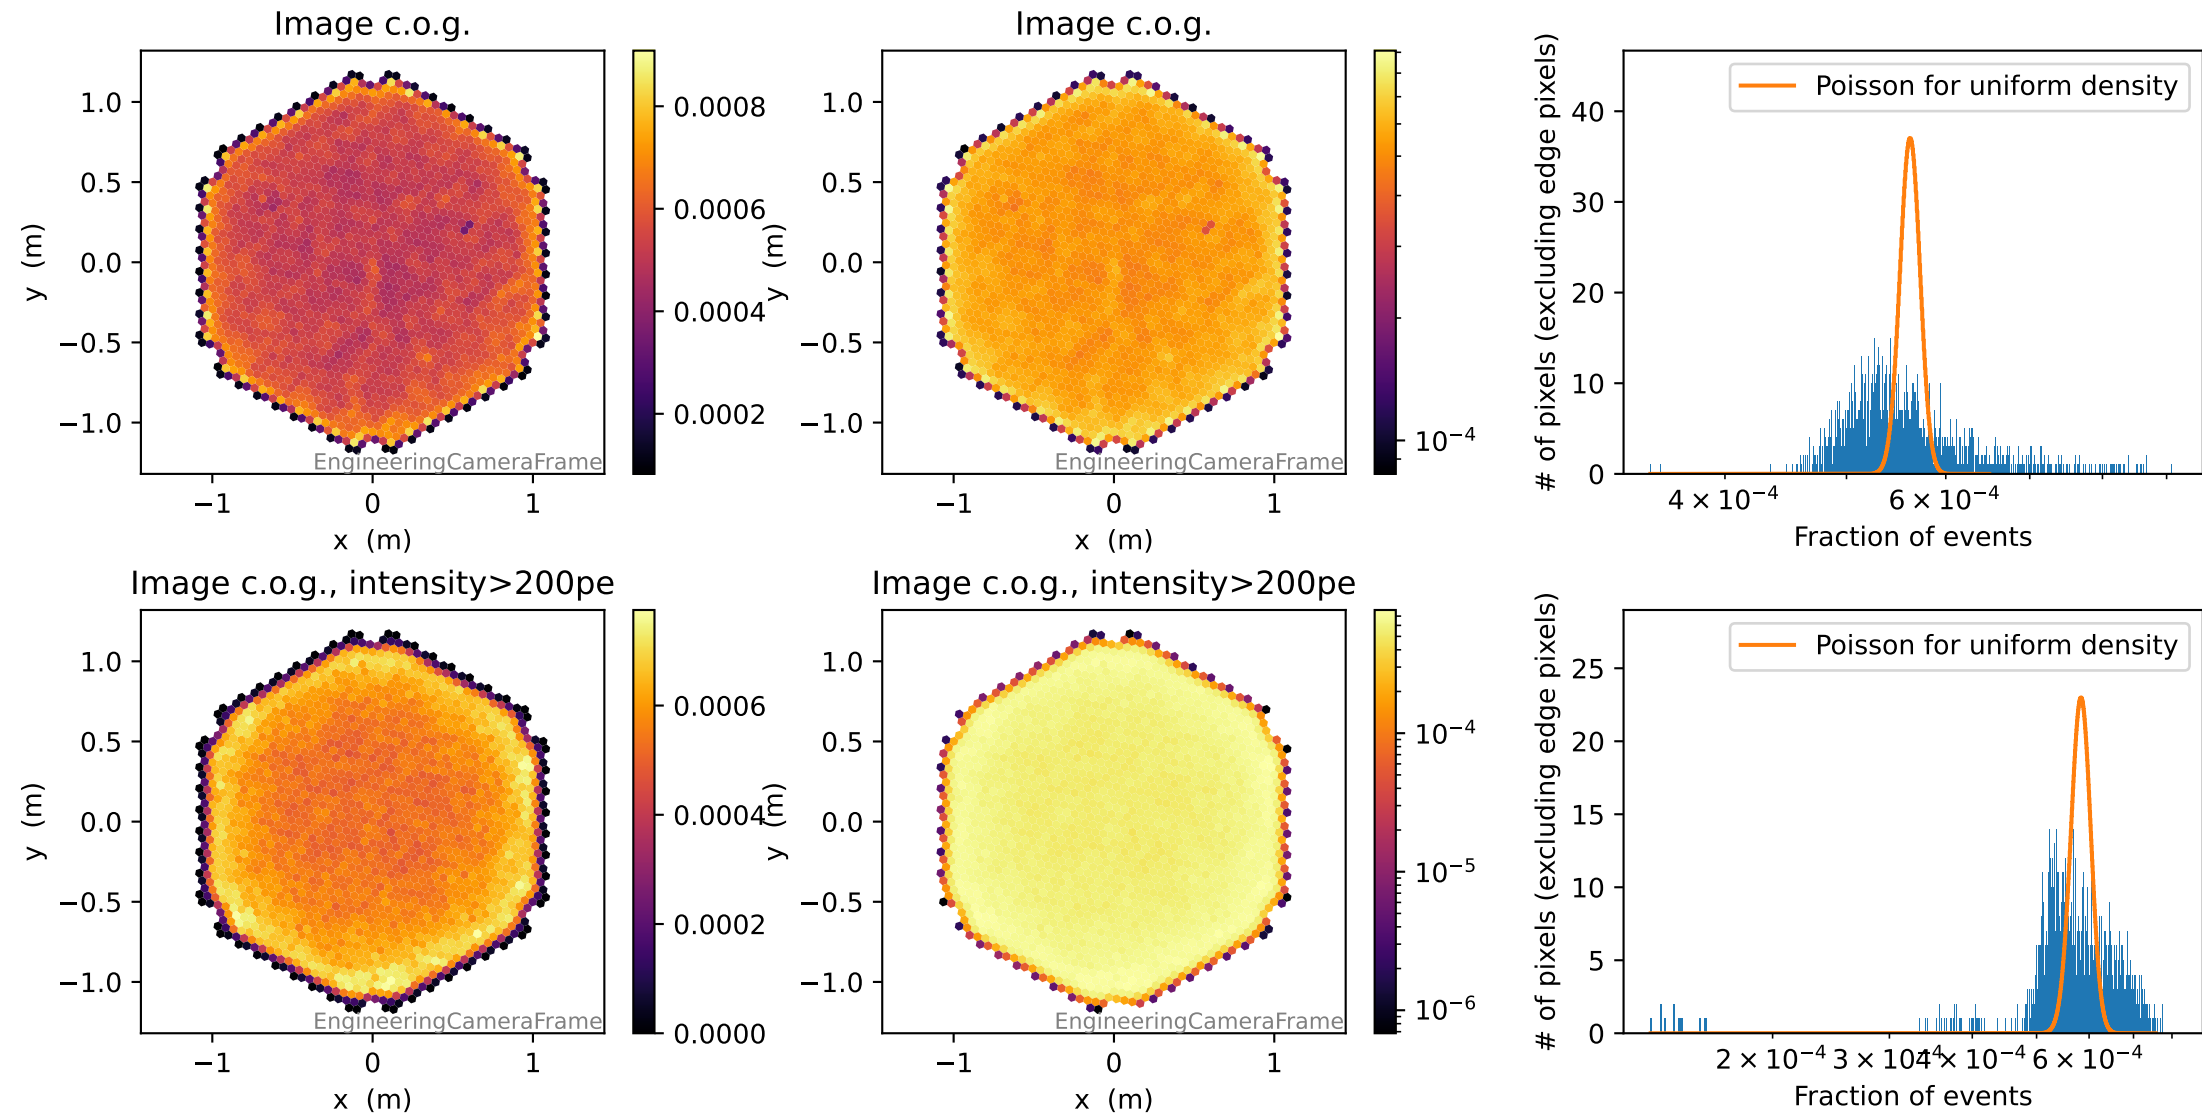 Image c.o.g.
1.0
0.5
0.0
−0.5
−1.0
y (m)
−1 0 1
x (m)
EngineeringCameraFrame
0.0008
0.0006
0.0004
0.0002
Image c.o.g.
1.0
0.5
0.0
−0.5
−1.0
y (m)
−1 0 1
x (m)
EngineeringCameraFrame
10⁻⁴
# of pixels (excluding edge pixels)
40
30
20
10
0
Poisson for uniform density
4 × 10⁻⁴ 6 × 10⁻⁴
Fraction of events
Image c.o.g., intensity>200pe
1.0
0.5
0.0
−0.5
−1.0
y (m)
−1 0 1
x (m)
EngineeringCameraFrame
0.0006
0.0004
0.0002
0.0000
Image c.o.g., intensity>200pe
1.0
0.5
0.0
−0.5
−1.0
y (m)
−1 0 1
x (m)
EngineeringCameraFrame
10⁻⁴
10⁻⁵
10⁻⁶
# of pixels (excluding edge pixels)
25
20
15
10
5
0
Poisson for uniform density
2 × 10⁻⁴ 3 × 10⁻⁴ 4 × 10⁻⁴ 6 × 10⁻⁴
Fraction of events